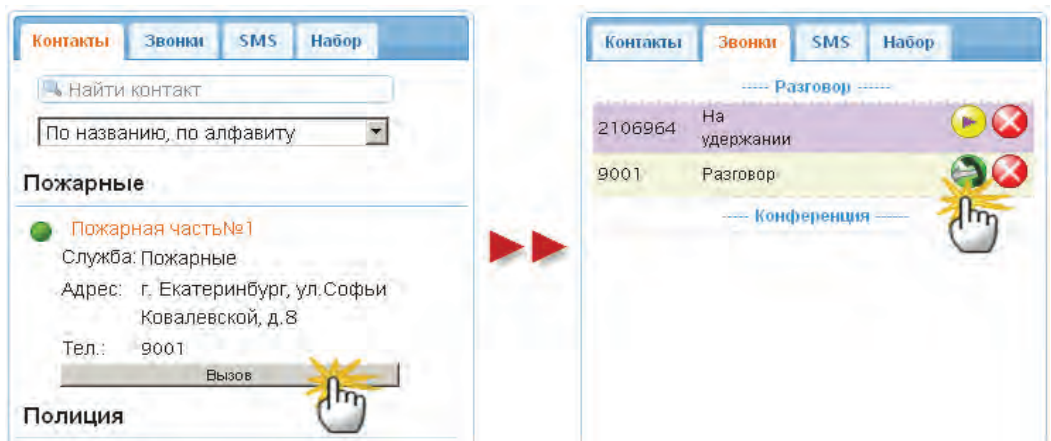 Контакты Звонки SMS Набор
Найти контакт
По названию, по алфавиту
Пожарные
Пожарная часть№1
Служба: Пожарные
Адрес: г. Екатеринбург, ул.Софьи
Ковалевской, д.8
Тел.: 9001
Вызов
Полиция
Контакты Звонки SMS Набор
----- Разговор ------
2106964 На
удержании
9001 Разговор
----- Конференция ------